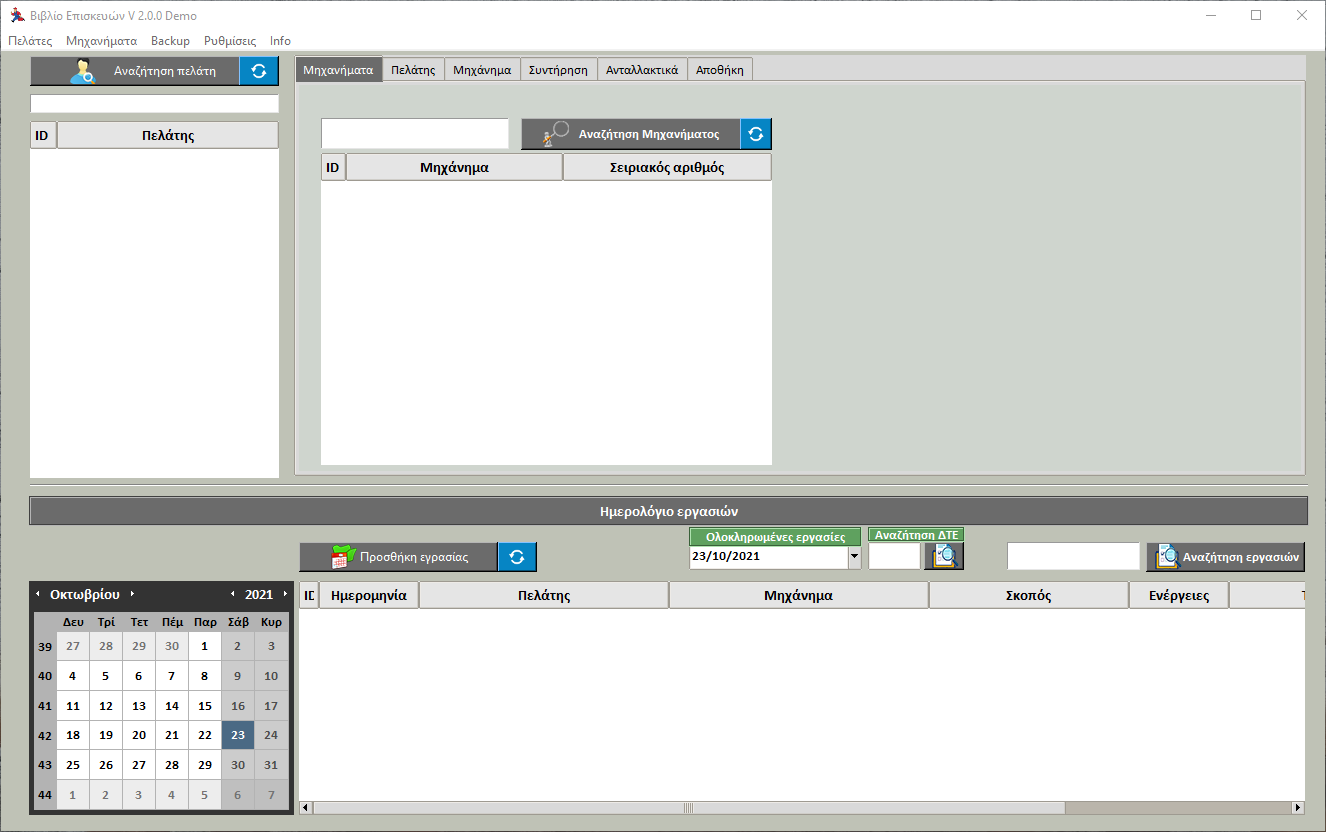 Βιβλίο Επισκευών V 2.0.0 Demo
Πελάτες Μηχανήματα Backup Ρυθμίσεις Info
Αναζήτηση πελάτη
ID Πελάτης
Μηχανήματα Πελάτης Μηχάνημα Συντήρηση Ανταλλακτικά Αποθήκη
Αναζήτηση Μηχανήματος
ID Μηχάνημα Σειριακός αριθμός
Ημερολόγιο εργασιών
Προσθήκη εγρασίας
Ολοκληρωμένες εργασίες
23/10/2021
Αναζήτηση ΔΤΕ
Αναζήτηση εργασιών
Οκτωβρίου 2021
Δευ Τρί Τετ Πέμ Παρ Σάβ Κυρ
39 27 28 29 30 1 2 3
40 4 5 6 7 8 9 10
41 11 12 13 14 15 16 17
42 18 19 20 21 22 23 24
43 25 26 27 28 29 30 31
44 1 2 3 4 5 6 7
Ημερομηνία Πελάτης Μηχάνημα Σκοπός Ενέργειες